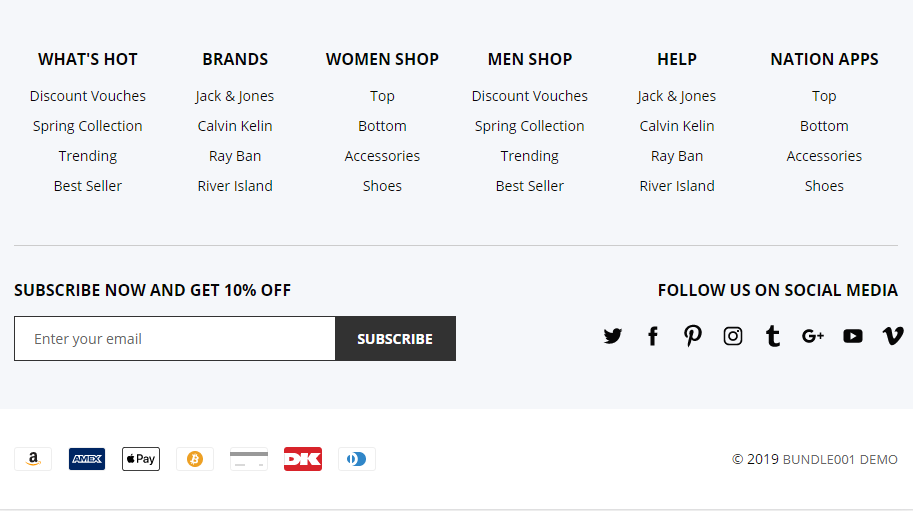 WHAT'S HOT BRANDS WOMEN SHOP MEN SHOP HELP NATION APPS
Discount Vouches Jack & Jones Top Discount Vouches Jack & Jones Top
Spring Collection Calvin Kelin Bottom Spring Collection Calvin Kelin Bottom
Trending Ray Ban Accessories Trending Ray Ban Accessories
Best Seller River Island Shoes Best Seller River Island Shoes
SUBSCRIBE NOW AND GET 10% OFF FOLLOW US ON SOCIAL MEDIA
Enter your email SUBSCRIBE
AMEX Pay DK © 2019 BUNDLE001 DEMO